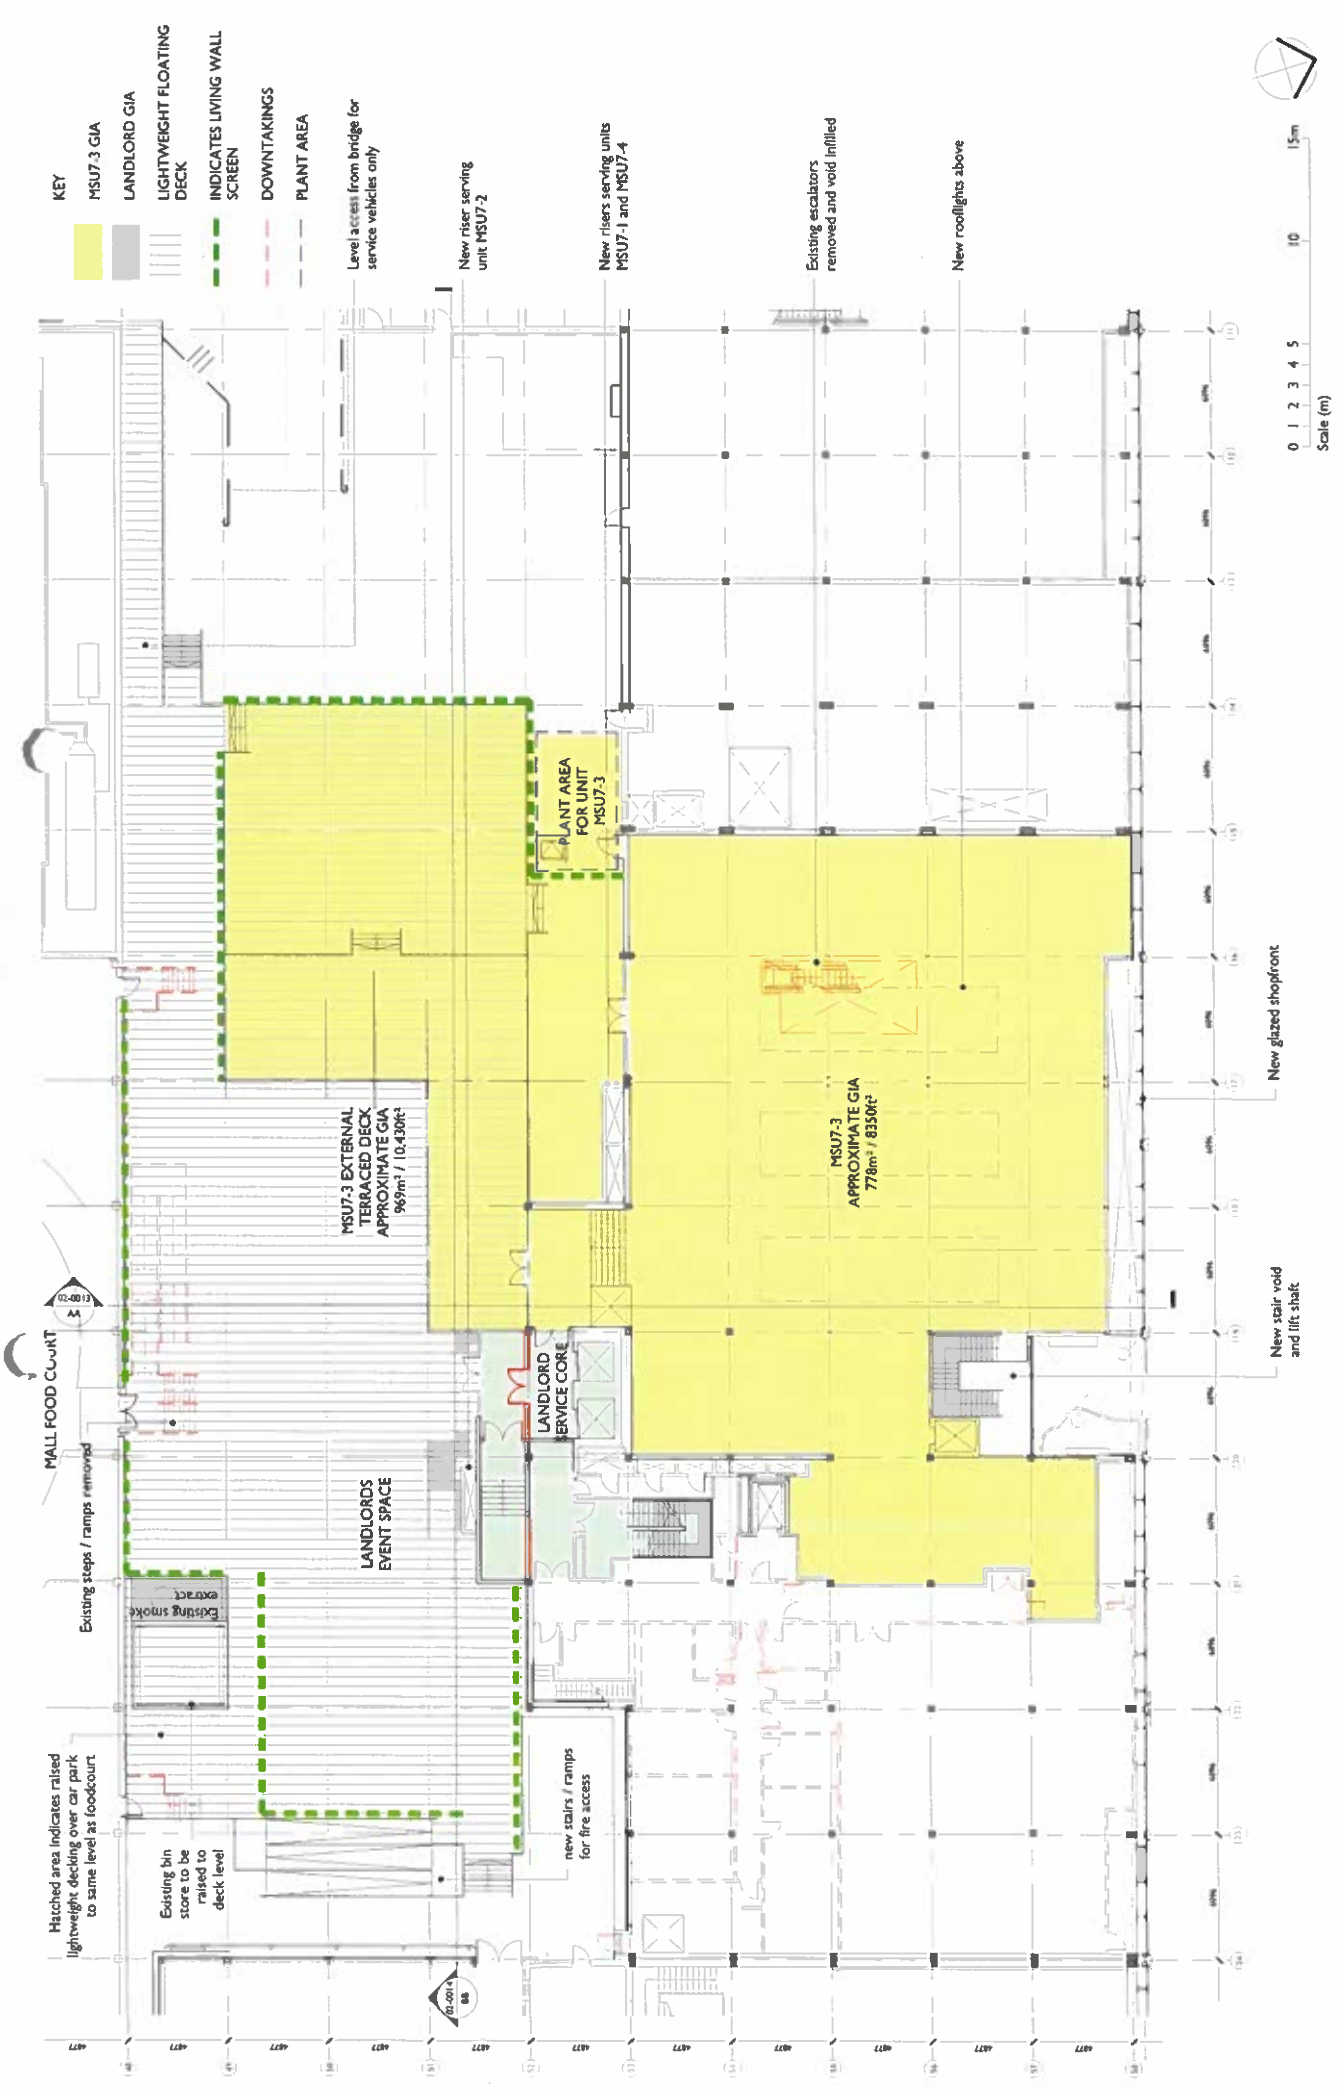 KEY
MSU7-3 GIA
LANDLORD GIA
LIGHTWEIGHT FLOATING
DECK
INDICATES LIVING WALL
SCREEN
DOWNTAKINGS
PLANT AREA
Level access from bridge for
service vehicles only
New riser serving
unit MSU7-2
New risers serving units
MSU7-1 and MSU7-4
Existing escalators
removed and void infilled
New rooflights above
PLANT AREA
FOR UNIT
MSU7-3
MSU7-3 EXTERNAL
TERRACED DECK
APPROXIMATE GIA
969m² / 10,430ft²
MSU7-3
APPROXIMATE GIA
778m² / 8350ft²
New glazed shopfront
New stair void
and lift shaft
MALL FOOD COURT
02-0013
AA
LANDLORD
SERVICE CORE
LANDLORDS
EVENT SPACE
Existing steps / ramps removed
Existing smoke
extract
Hatched area indicates raised
lightweight decking over car park
to same level as foodcourt
Existing bin
store to be
raised to
deck level
new stairs / ramps
for fire access
02-0014
BB
0 1 2 3 4 5 10 15m
Scale (m)